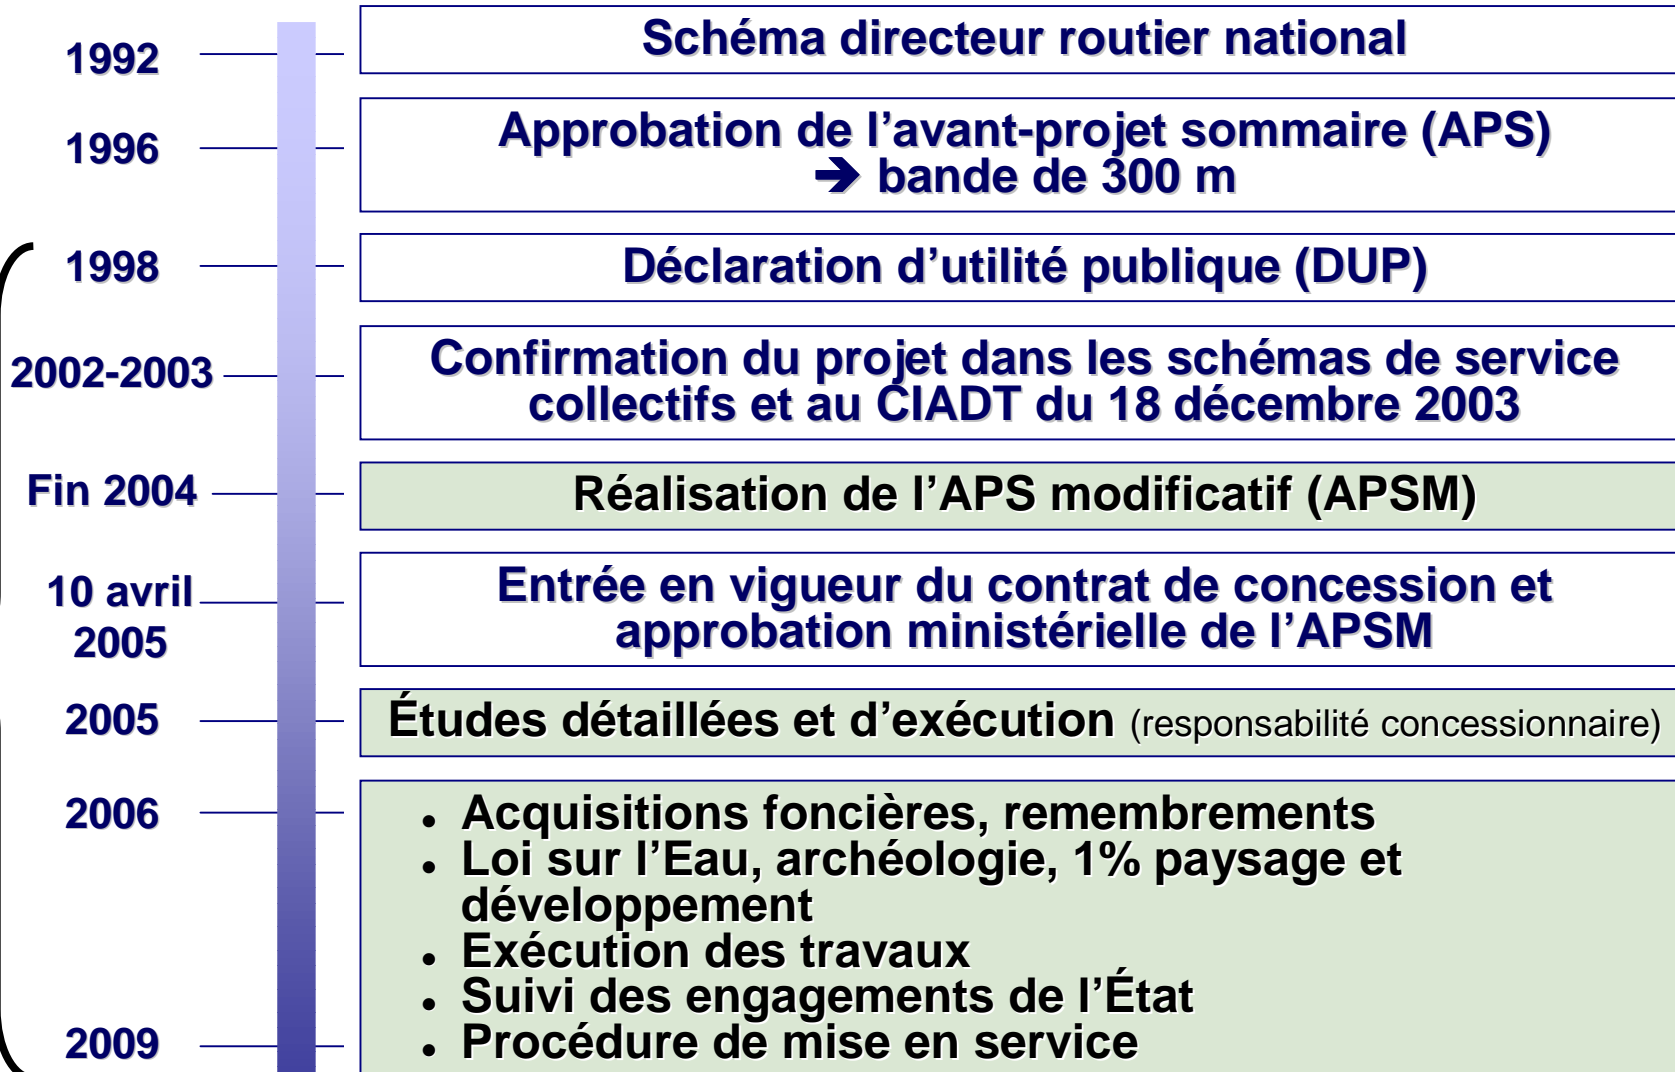 1992
Schéma directeur routier national
1996
Approbation de l’avant-projet sommaire (APS)
➔ bande de 300 m
1998
Déclaration d’utilité publique (DUP)
2002-2003
Confirmation du projet dans les schémas de service
collectifs et au CIADT du 18 décembre 2003
Fin 2004
Réalisation de l’APS modificatif (APSM)
10 avril
2005
Entrée en vigueur du contrat de concession et
approbation ministérielle de l’APSM
2005
Études détaillées et d’exécution (responsabilité concessionnaire)
2006
• Acquisitions foncières, remembrements
• Loi sur l’Eau, archéologie, 1% paysage et
développement
• Exécution des travaux
• Suivi des engagements de l’État
2009
• Procédure de mise en service